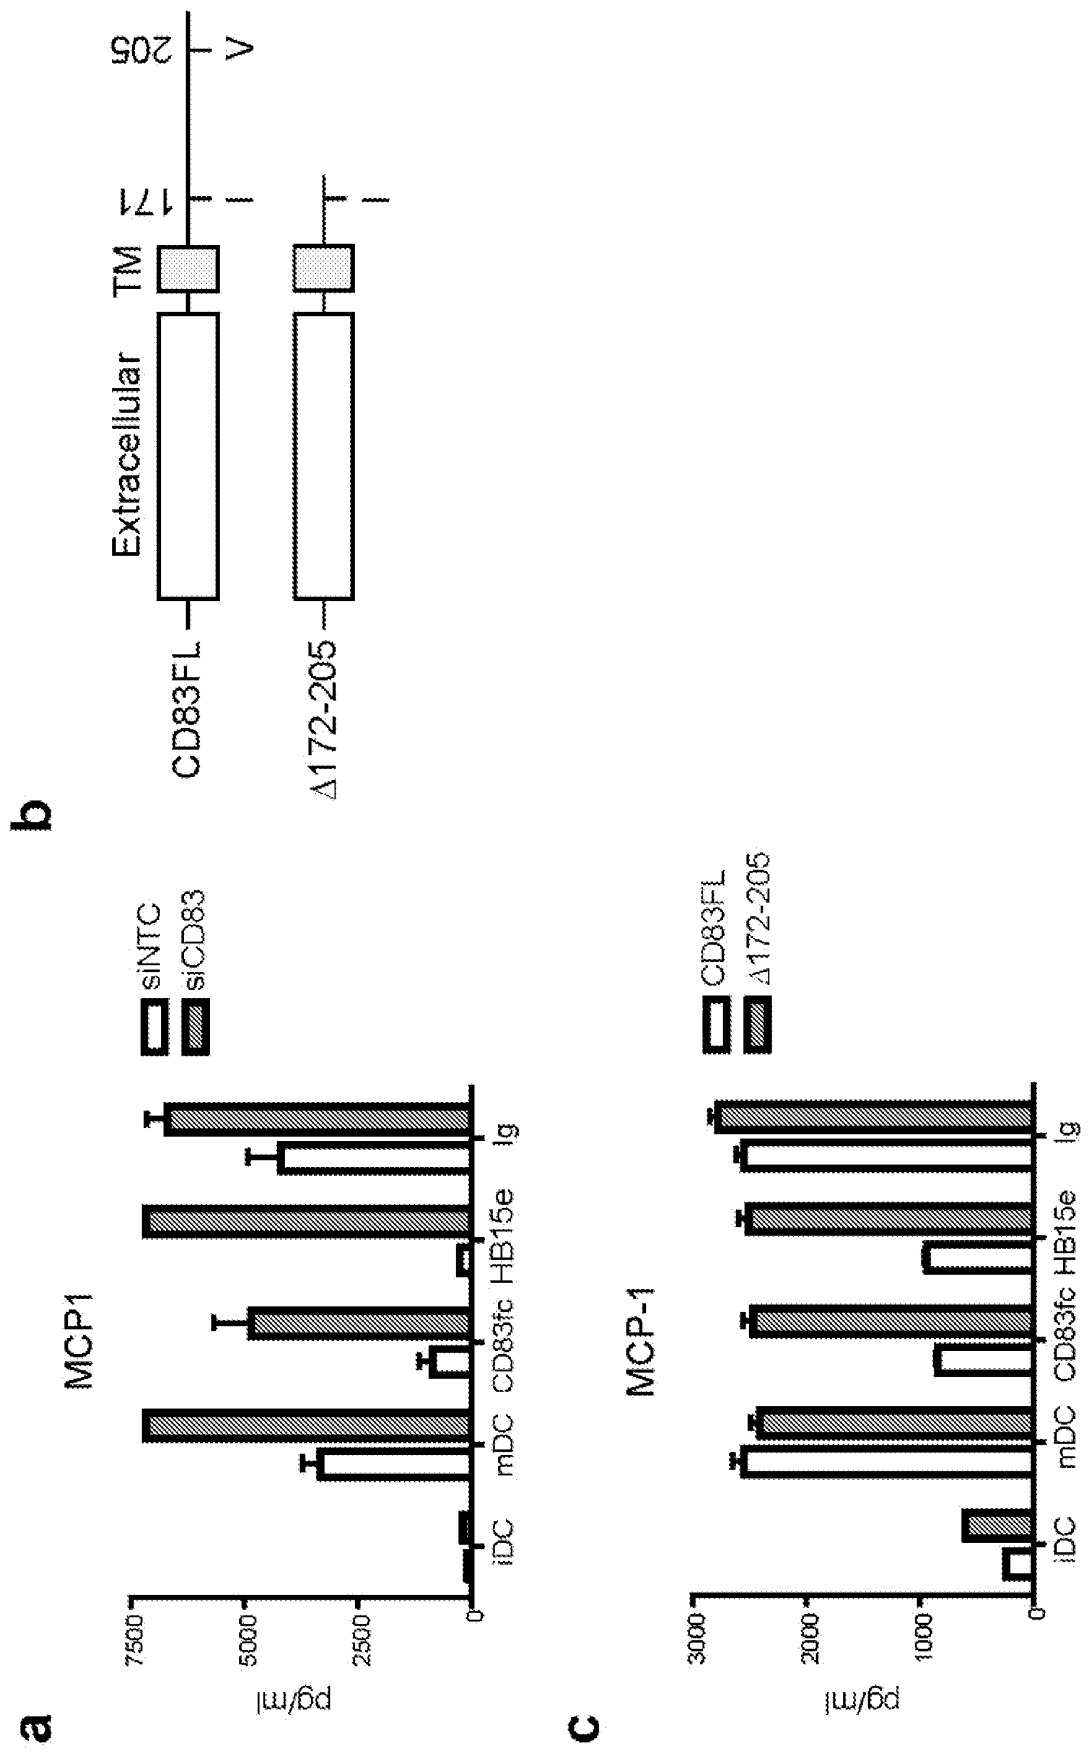 a
MCP1
pg/ml
7500
5000
2500
0
iDC mDC CD83fc HB15e Ig
siNTC
siCD83
b
Extracellular TM 171 205
CD83FL
I V
Δ172-205
I
c
MCP-1
pg/ml
3000
2000
1000
0
iDC mDC CD83fc HB15e Ig
CD83FL
Δ172-205